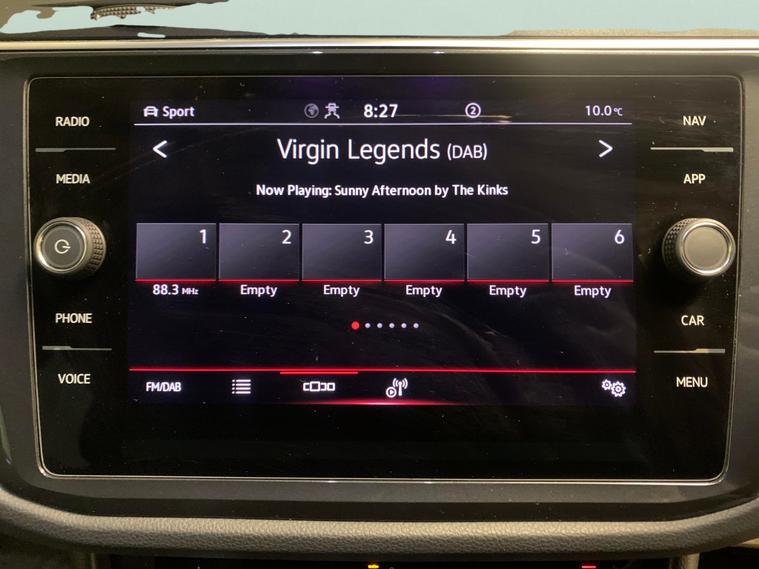 RADIO
MEDIA
PHONE
VOICE
Sport 8:27 2 10.0°C
Virgin Legends (DAB)
Now Playing: Sunny Afternoon by The Kinks
1 2 3 4 5 6
88.3 MHz Empty Empty Empty Empty Empty
FM/DAB
NAV
APP
CAR
MENU